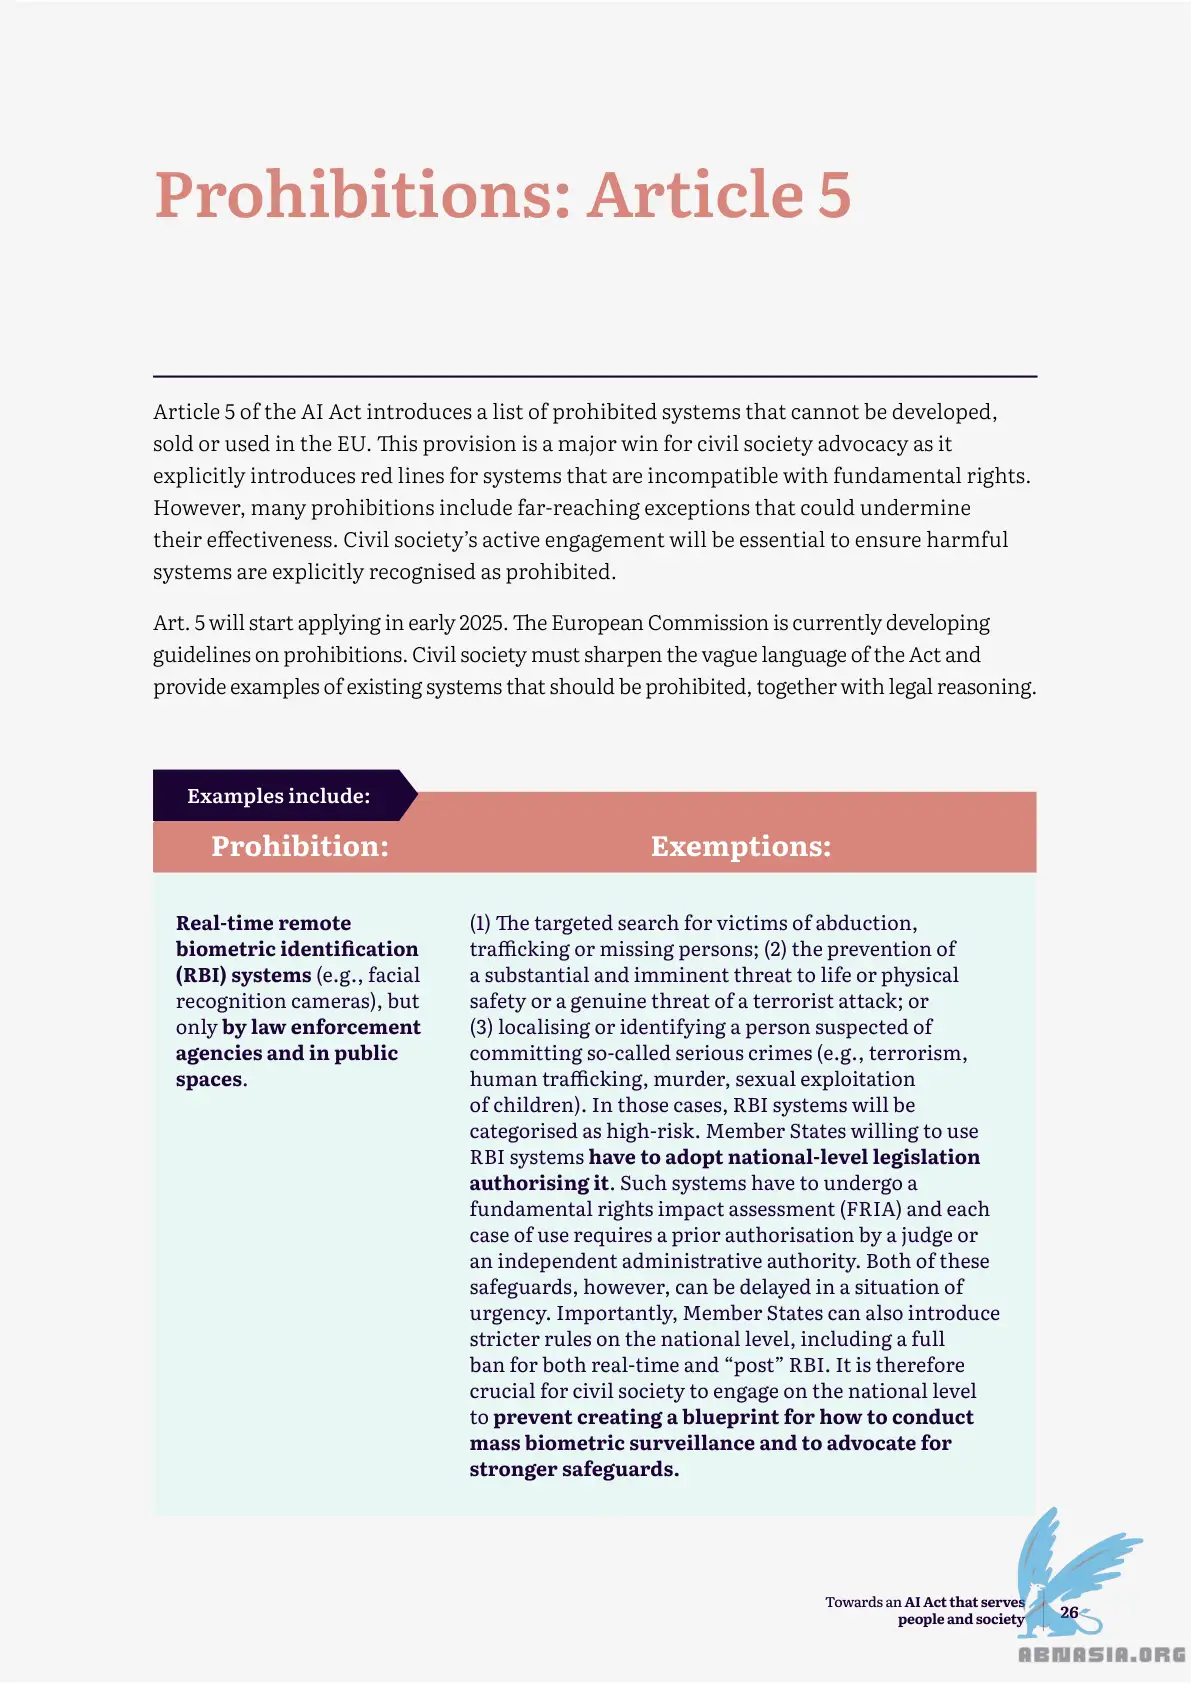 Prohibitions: Article 5
Article 5 of the AI Act introduces a list of prohibited systems that cannot be developed,
sold or used in the EU. This provision is a major win for civil society advocacy as it
explicitly introduces red lines for systems that are incompatible with fundamental rights.
However, many prohibitions include far-reaching exceptions that could undermine
their effectiveness. Civil society’s active engagement will be essential to ensure harmful
systems are explicitly recognised as prohibited.
Art. 5 will start applying in early 2025. The European Commission is currently developing
guidelines on prohibitions. Civil society must sharpen the vague language of the Act and
provide examples of existing systems that should be prohibited, together with legal reasoning.
Examples include:
Prohibition:
Exemptions:
Real-time remote
biometric identification
(RBI) systems (e.g., facial
recognition cameras), but
only by law enforcement
agencies and in public
spaces.
(1) The targeted search for victims of abduction,
trafficking or missing persons; (2) the prevention of
a substantial and imminent threat to life or physical
safety or a genuine threat of a terrorist attack; or
(3) localising or identifying a person suspected of
committing so-called serious crimes (e.g., terrorism,
human trafficking, murder, sexual exploitation
of children). In those cases, RBI systems will be
categorised as high-risk. Member States willing to use
RBI systems have to adopt national-level legislation
authorising it. Such systems have to undergo a
fundamental rights impact assessment (FRIA) and each
case of use requires a prior authorisation by a judge or
an independent administrative authority. Both of these
safeguards, however, can be delayed in a situation of
urgency. Importantly, Member States can also introduce
stricter rules on the national level, including a full
ban for both real-time and “post” RBI. It is therefore
crucial for civil society to engage on the national level
to prevent creating a blueprint for how to conduct
mass biometric surveillance and to advocate for
stronger safeguards.
Towards an AI Act that serves
people and society
26
ABNASIA.ORG